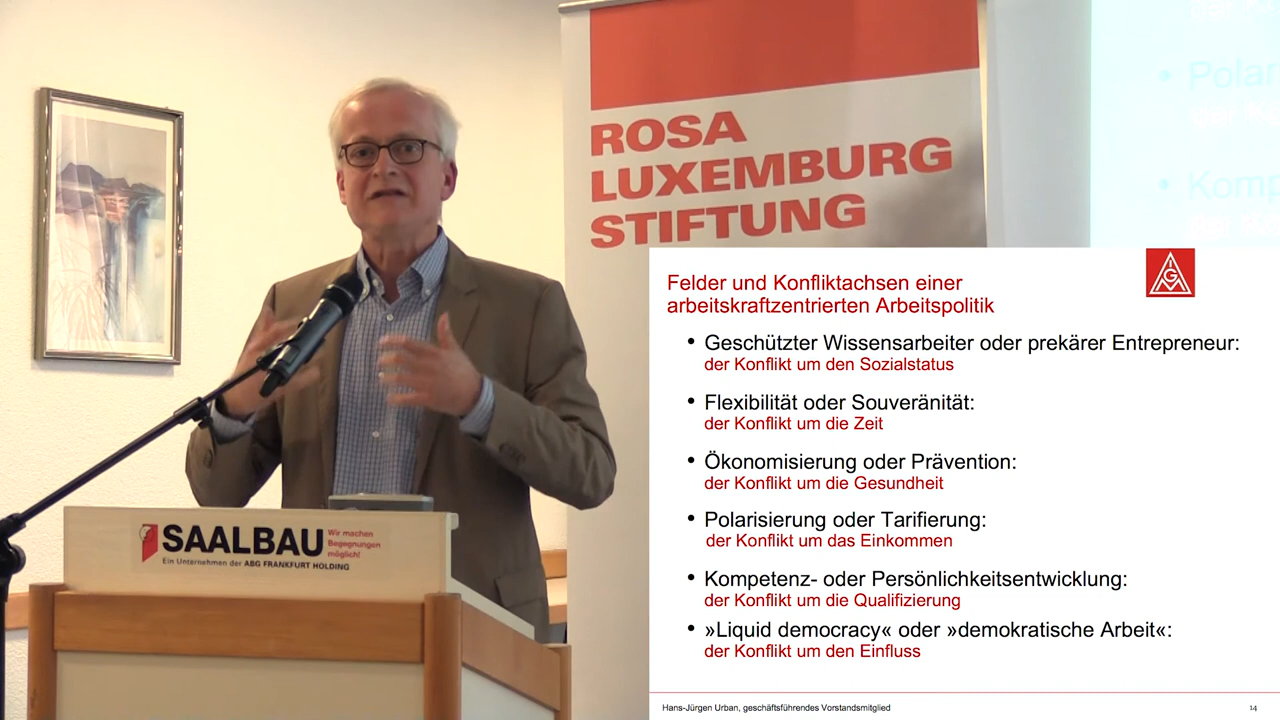 ROSA
LUXEMBURG
STIFTUNG
Polar
Komp
SAALBAU
Wir machen
Begegnungen
möglich!
Ein Unternehmen der ABG FRANKFURT HOLDING
Felder und Konfliktachsen einer
arbeitskraftzentrierten Arbeitspolitik
IGM
• Geschützter Wissensarbeiter oder prekärer Entrepreneur:
der Konflikt um den Sozialstatus
• Flexibilität oder Souveränität:
der Konflikt um die Zeit
• Ökonomisierung oder Prävention:
der Konflikt um die Gesundheit
• Polarisierung oder Tarifierung:
der Konflikt um das Einkommen
• Kompetenz- oder Persönlichkeitsentwicklung:
der Konflikt um die Qualifizierung
• »Liquid democracy« oder »demokratische Arbeit«:
der Konflikt um den Einfluss
Hans-Jürgen Urban, geschäftsführendes Vorstandsmitglied
14